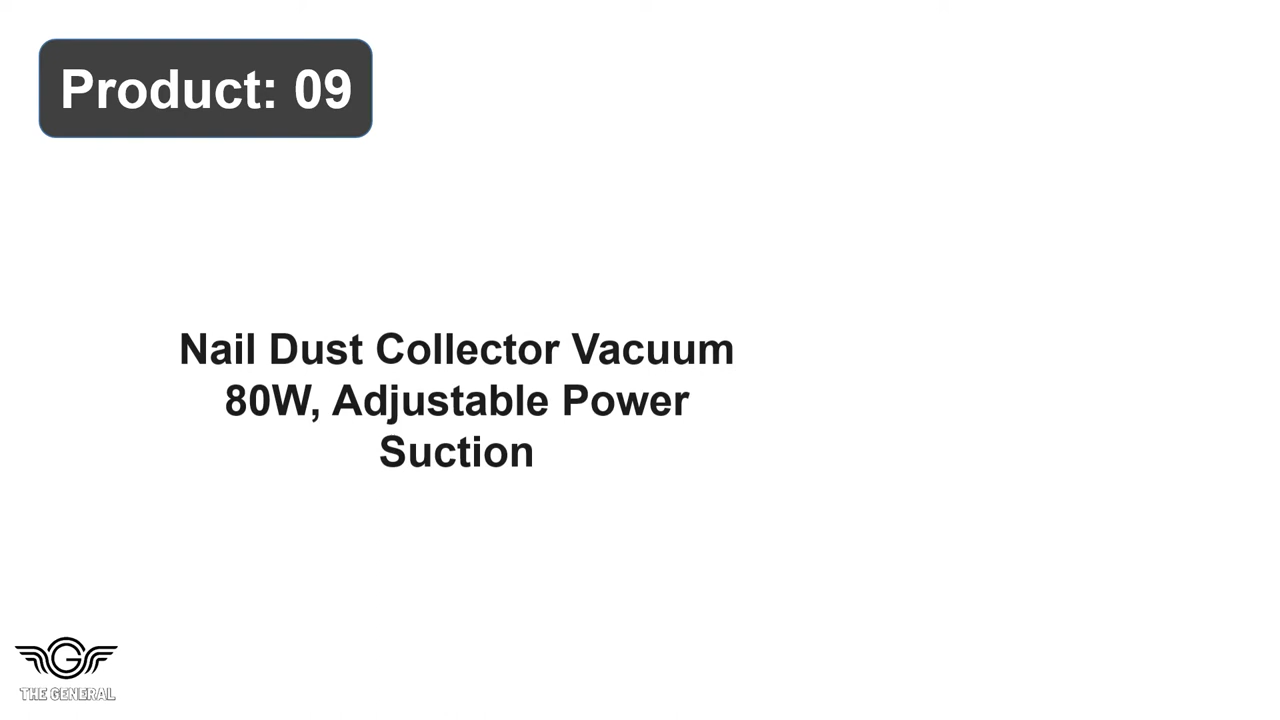 Product: 09
Nail Dust Collector Vacuum
80W, Adjustable Power
Suction
G
THE GENERAL